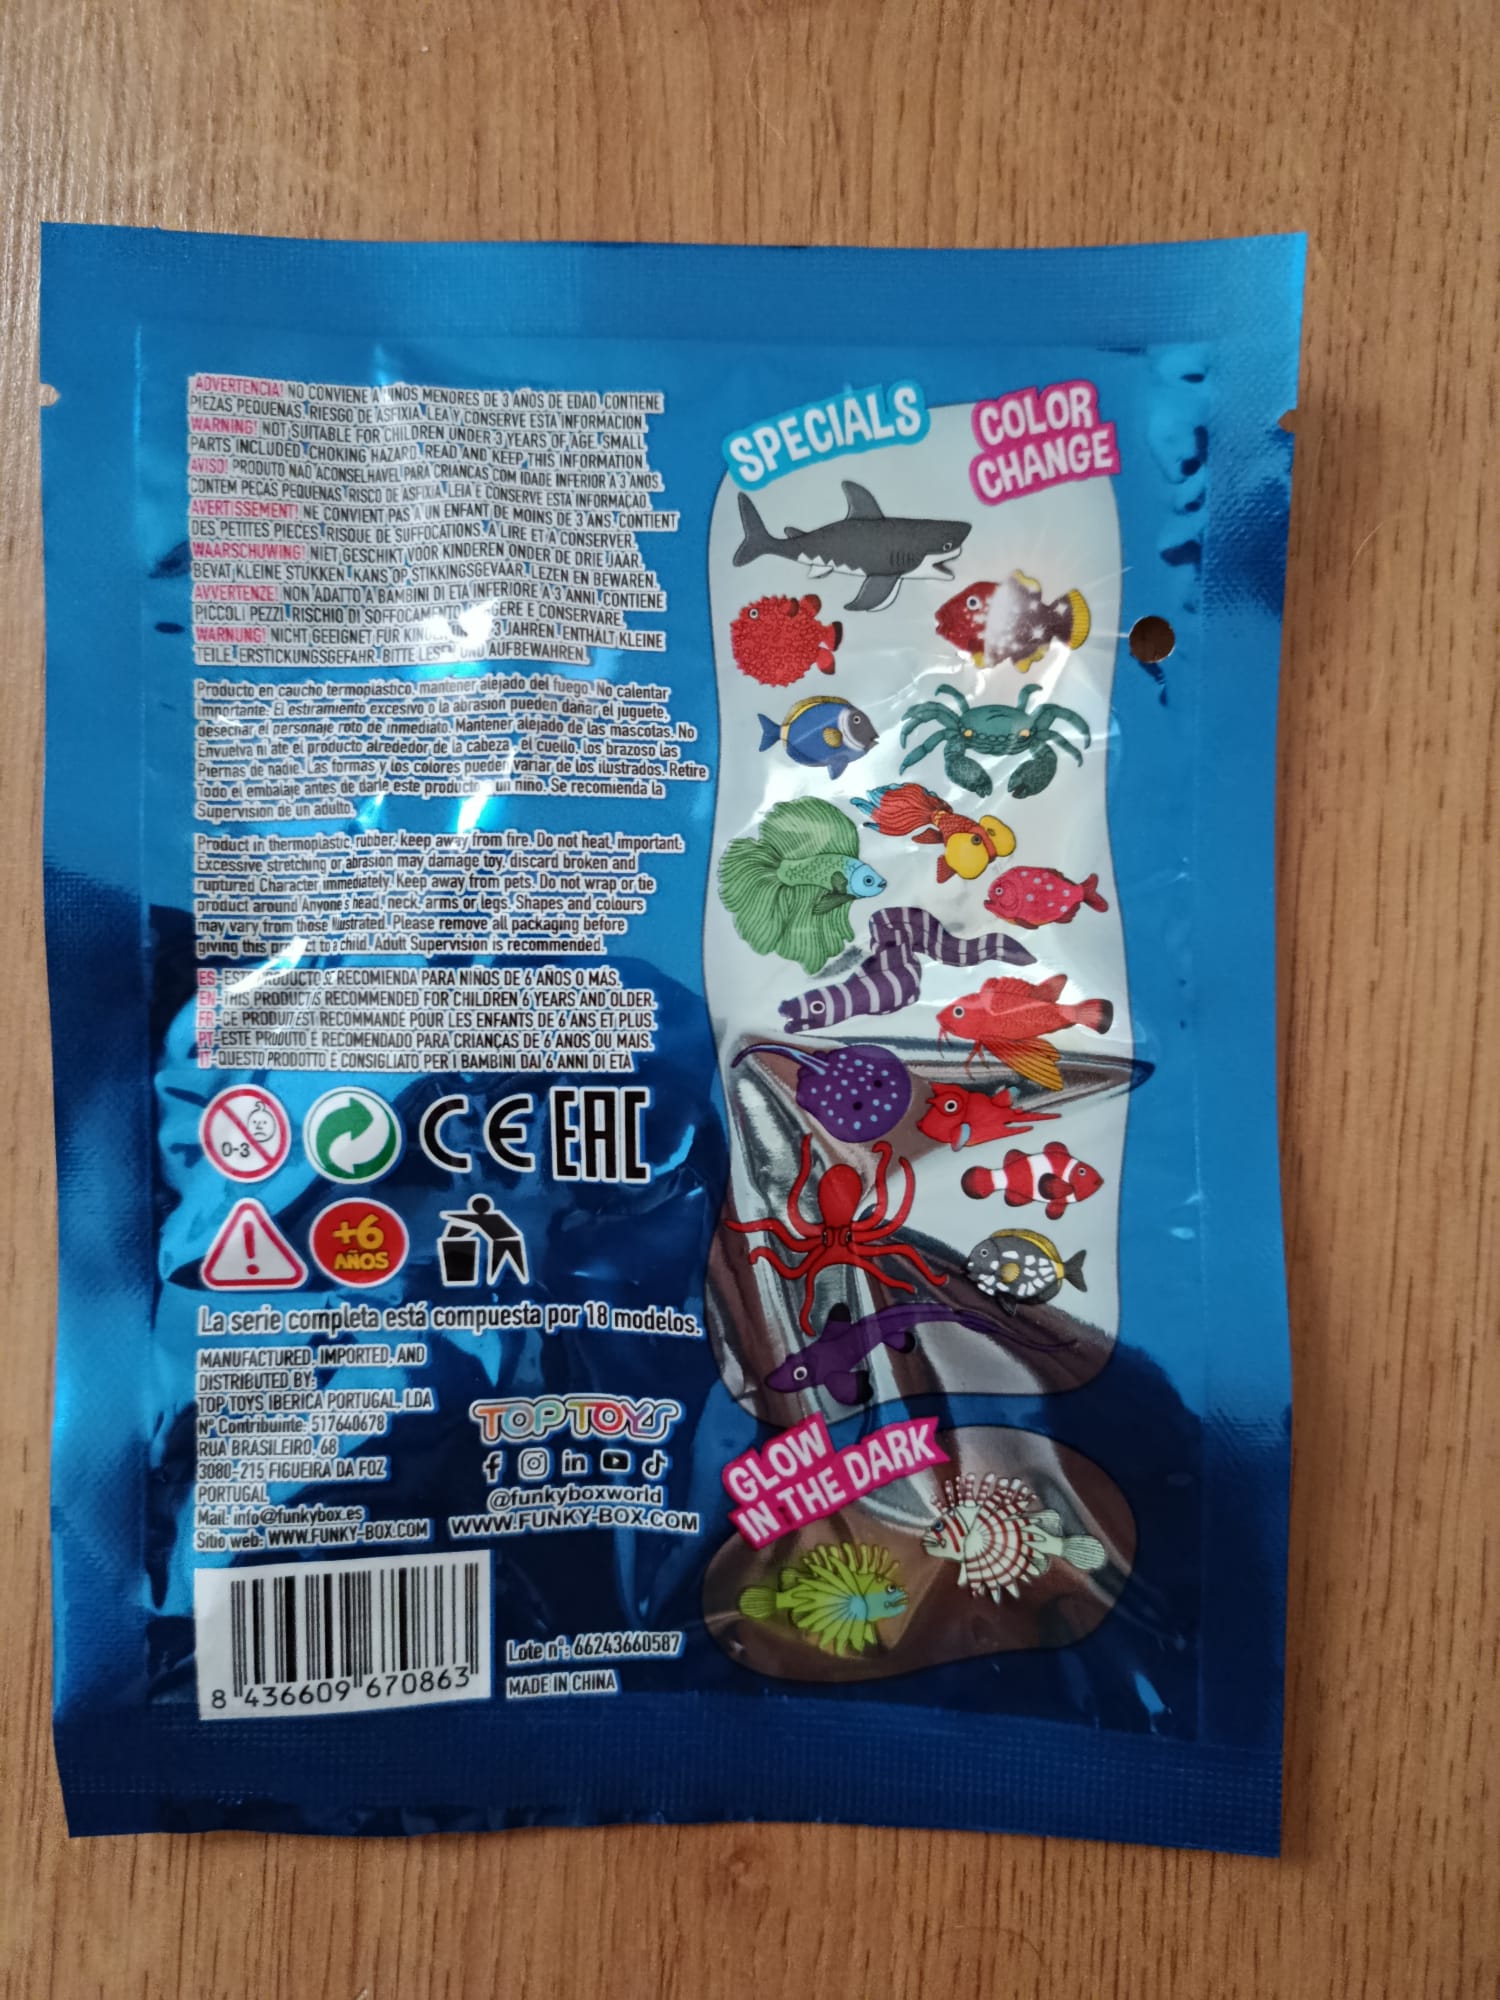 ADVERTENCIA! NO CONVIENE A NIÑOS MENORES DE 3 AÑOS DE EDAD. CONTIENE
PIEZAS PEQUEÑAS. RIESGO DE ASFIXIA. LEA Y CONSERVE ESTA INFORMACION.
WARNING! NOT SUITABLE FOR CHILDREN UNDER 3 YEARS OF AGE. SMALL
PARTS INCLUDED. CHOKING HAZARD. READ AND KEEP THIS INFORMATION.
AVISO! PRODUTO NAO ACONSELHAVEL PARA CRIANCAS COM IDADE INFERIOR A 3 ANOS.
CONTEM PECAS PEQUENAS. RISCO DE ASFIXIA. LEIA E CONSERVE ESTA INFORMAÇAO.
AVERTISSEMENT! NE CONVIENT PAS A UN ENFANT DE MOINS DE 3 ANS. CONTIENT
DES PETITES PIECES. RISQUE DE SUFFOCATIONS. A LIRE ET A CONSERVER.
WAARSCHUWING! NIET GESCHIKT VOOR KINDEREN ONDER DE DRIE JAAR.
BEVAT KLEINE STUKKEN. KANS OP STIKKINGSGEVAAR. LEZEN EN BEWAREN.
AVVERTENZE! NON ADATTO A BAMBINI DI ETA INFERIORE A 3 ANNI. CONTIENE
PICCOLI PEZZI. RISCHIO DI SOFFOCAMENTO. E CONSERVARE.
WARNUNG! NICHT GEEIGNET FUR 3 JAHREN. ENTHALT KLEINE
TEILE. ERSTICKUNGSGEFAHR. BITTE LESEN UND AUFBEWAHREN.
Producto en caucho termoplástico, mantener alejado del fuego. No calentar
Importante: El estiramiento excesivo o la abrasión pueden dañar el juguete,
desechar el personaje roto de inmediato. Mantener alejado de las mascotas. No
Envuelva ni ate el producto alrededor de la cabeza, el cuello, los brazoso las
Piernas de nadie. Las formas y los colores pueden variar de los ilustrados. Retire
Todo el embalaje antes de darle este producto un niño. Se recomienda la
Supervisión de un adulto.
Product in thermoplastic, rubber, keep away from fire. Do not heat, important:
Excessive stretching or abrasion may damage toy, discard broken and
ruptured Character immediately. Keep away from pets. Do not wrap or tie
product around Anyone's head, neck, arms or legs. Shapes and colours
may vary from those Illustrated. Please remove all packaging before
giving this product to a child. Adult Supervision is recommended.
ES-ESTE PRODUCTO SE RECOMIENDA PARA NIÑOS DE 6 AÑOS O MÁS.
EN-THIS PRODUCT IS RECOMMENDED FOR CHILDREN 6 YEARS AND OLDER.
FR-CE PRODUIT EST RECOMMANDE POUR LES ENFANTS DE 6 ANS ET PLUS.
PT-ESTE PRODUTO E RECOMENDADO PARA CRIANÇAS DE 6 ANOS OU MAIS.
IT-QUESTO PRODOTTO E CONSIGLIATO PER I BAMBINI DAI 6 ANNI DI ETA
0-3
CE EAC
+6
AÑOS
La serie completa está compuesta por 18 modelos.
MANUFACTURED, IMPORTED, AND
DISTRIBUTED BY:
TOP TOYS IBERICA PORTUGAL, LDA
Nº Contribuinte: 517640678
RUA BRASILEIRO, 68
3080-215 FIGUEIRA DA FOZ
PORTUGAL
Mail: info@funkybox.es
Sitio web: WWW.FUNKY-BOX.COM
TOPTOYS
@funkyboxworld
WWW.FUNKY-BOX.COM
8 436609 670863
Lote nº: 66243660587
MADE IN CHINA
SPECIALS
COLOR
CHANGE
GLOW
IN THE DARK